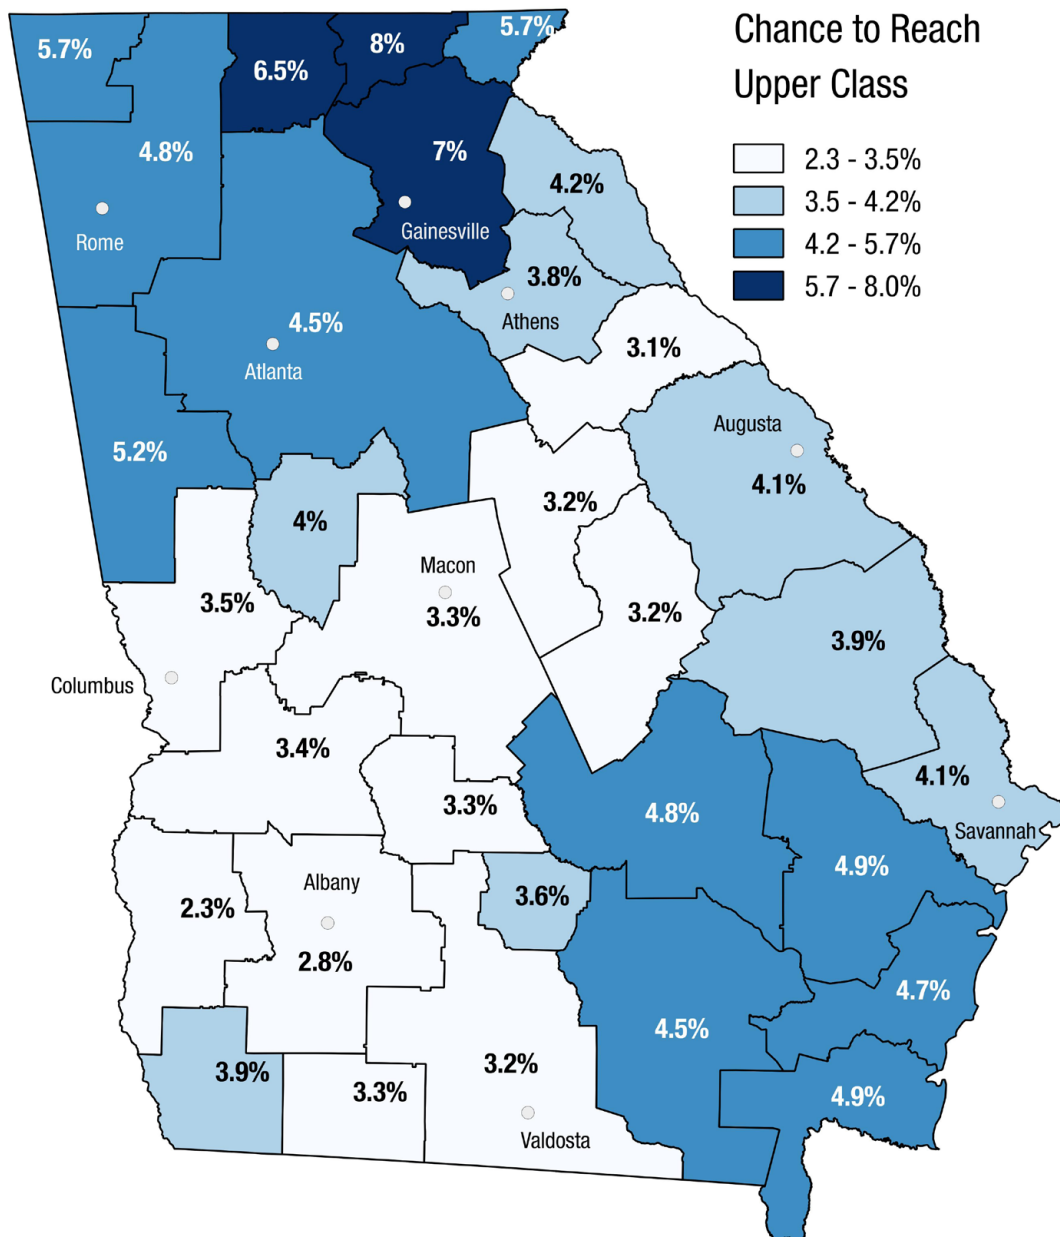 Chance to Reach
Upper Class
2.3 - 3.5%
3.5 - 4.2%
4.2 - 5.7%
5.7 - 8.0%
5.7%
8%
5.7%
6.5%
4.8%
7%
4.2%
Rome
Gainesville
3.8%
4.5%
Athens
3.1%
Atlanta
Augusta
5.2%
4.1%
3.2%
4%
Macon
3.5%
3.3%
3.2%
3.9%
Columbus
3.4%
4.1%
3.3%
4.8%
Savannah
4.9%
Albany
3.6%
2.3%
2.8%
4.7%
4.5%
3.2%
3.9%
3.3%
4.9%
Valdosta